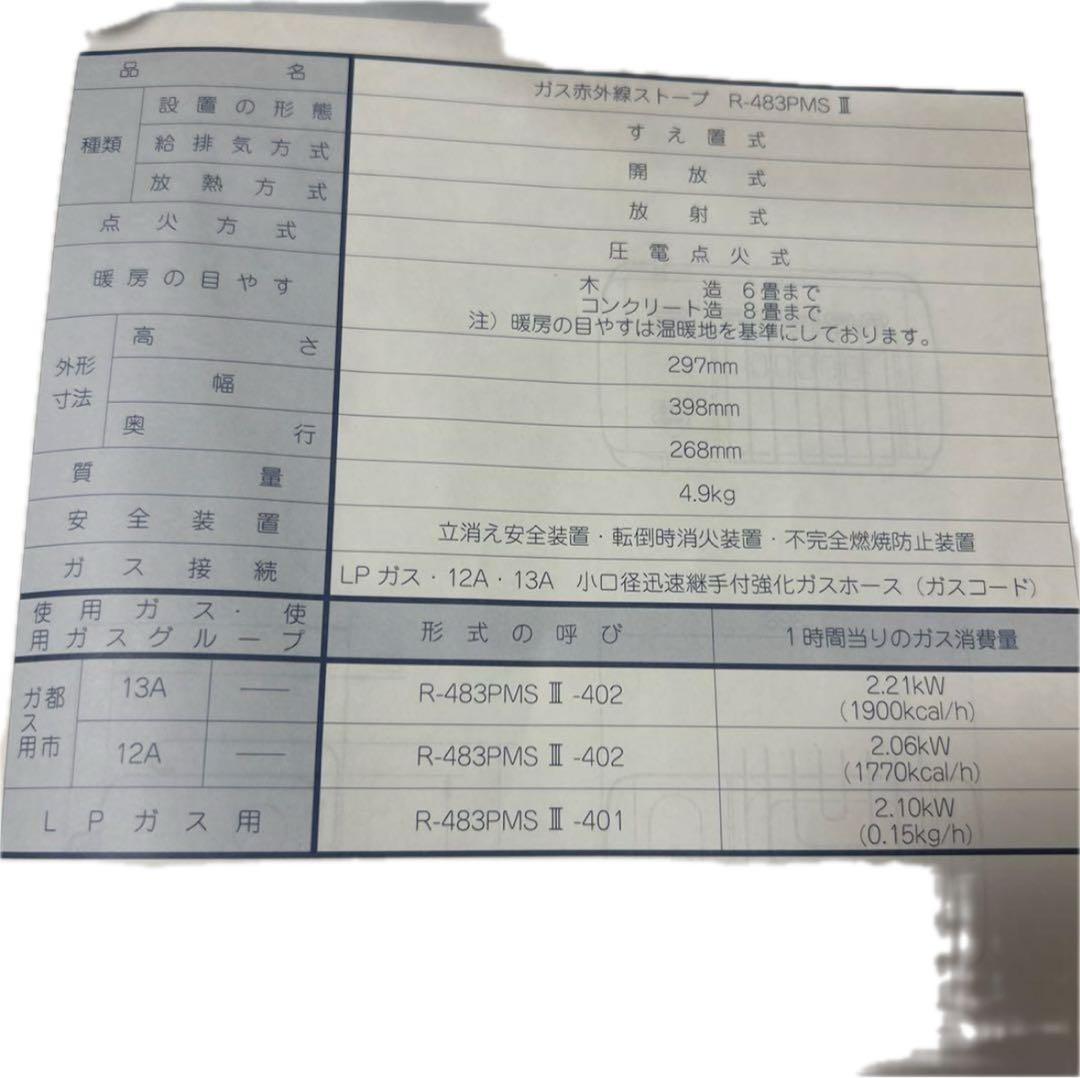 品名 ガス赤外線ストーブ R-483PMSⅢ
種類 設置の形態 すえ置式
給排気方式 開放式
放熱方式 放射式
点火方式 圧電点火式
暖房の目やす 木造 6畳まで
コンクリート造 8畳まで
注）暖房の目やすは温暖地を基準にしております。
外形寸法 高さ 297mm
幅 398mm
奥行 268mm
質量 4.9kg
安全装置 立消え安全装置・転倒時消火装置・不完全燃焼防止装置
ガス接続 LPガス・12A・13A 小口径迅速継手付強化ガスホース（ガスコード）
使用ガス・使用ガスグループ 形式の呼び 1時間当りのガス消費量
都市ガス用 13A — R-483PMSⅢ-402 2.21kW
(1900kcal/h)
12A — R-483PMSⅢ-402 2.06kW
(1770kcal/h)
LPガス用 R-483PMSⅢ-401 2.10kW
(0.15kg/h)